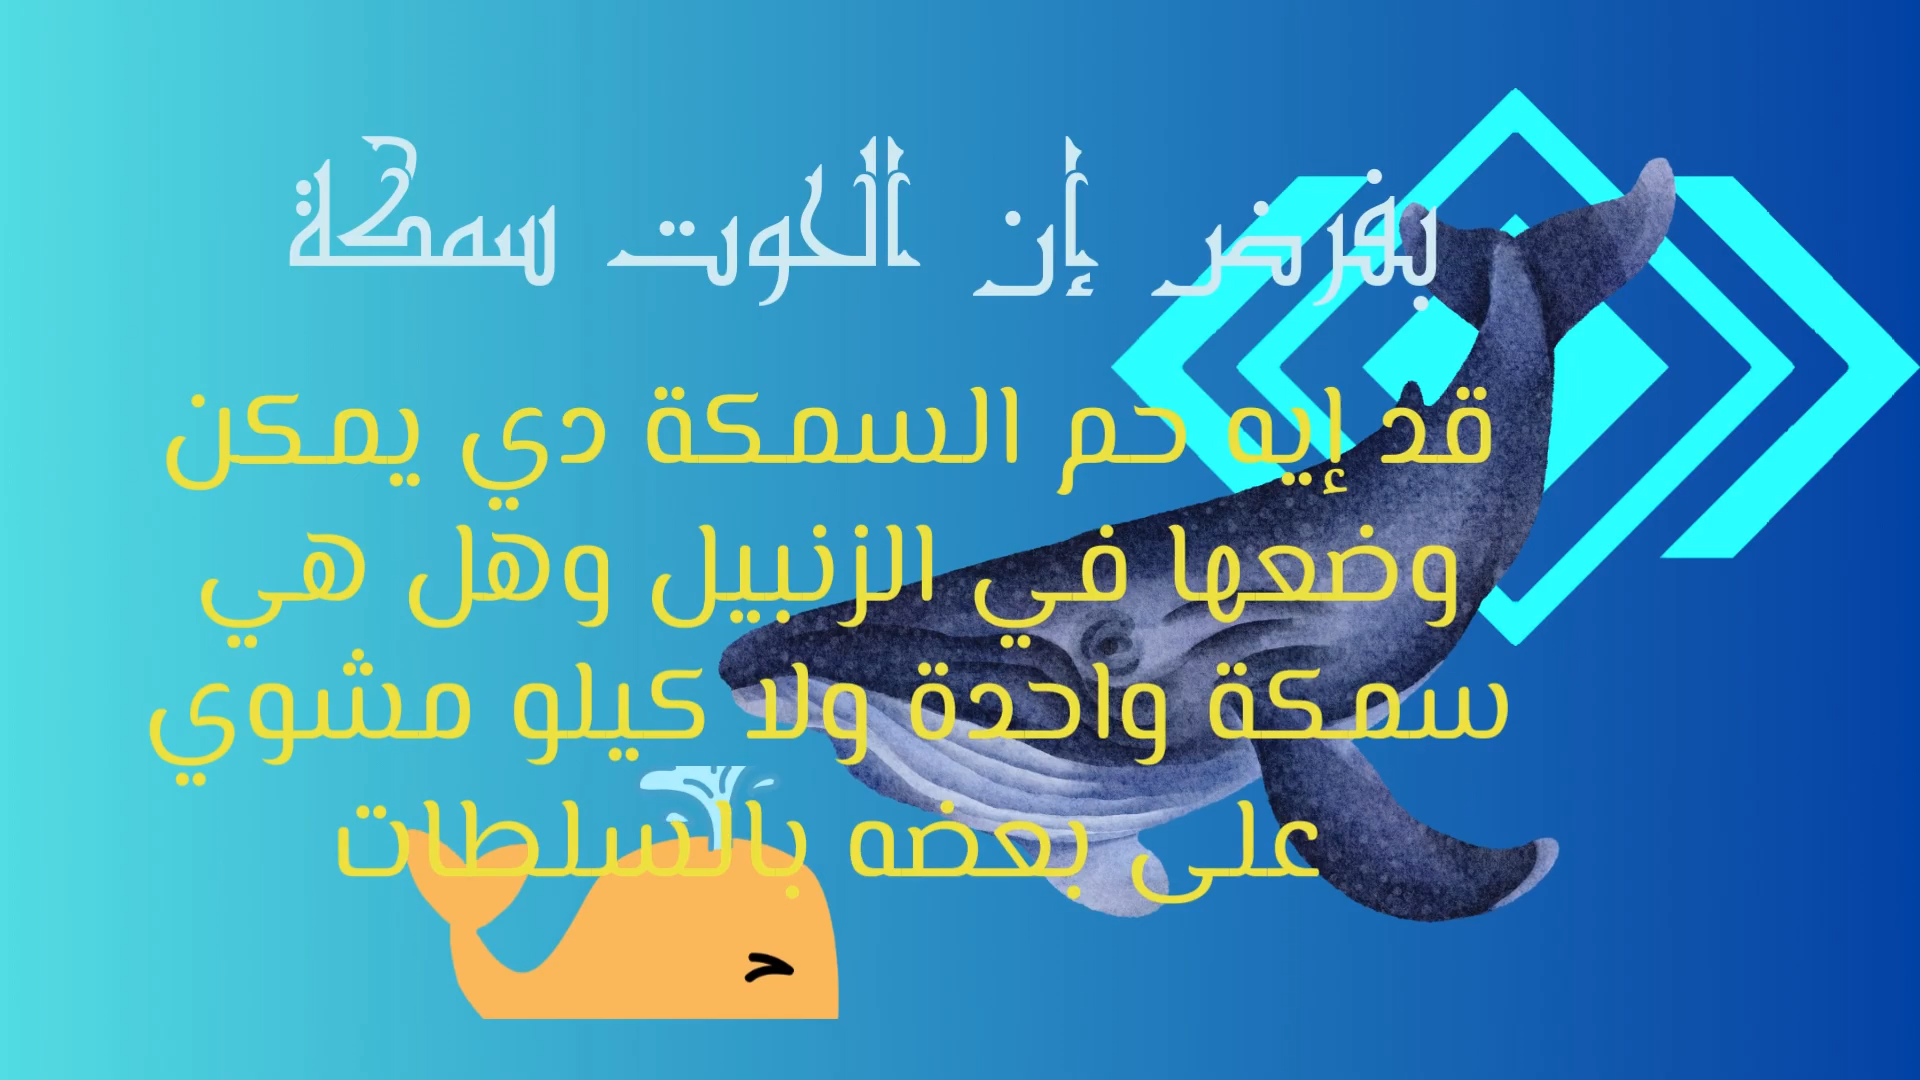 بفرض إن الحوت سمكة
قد إيه حم السمكة دي يمكن
وضعها في الزنبيل وهل هي
سمكة واحدة ولا كيلو مشوي
على بعضه بالسلطات